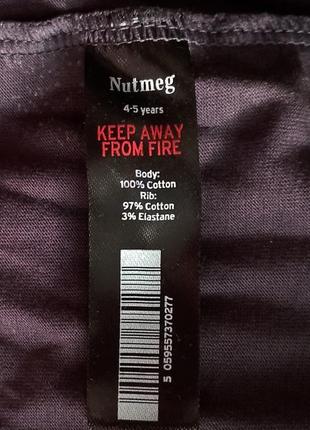 Nutmeg
4-5 years
KEEP AWAY
FROM FIRE
Body:
100% Cotton
Rib:
97% Cotton
3% Elastane
5 059557 370277